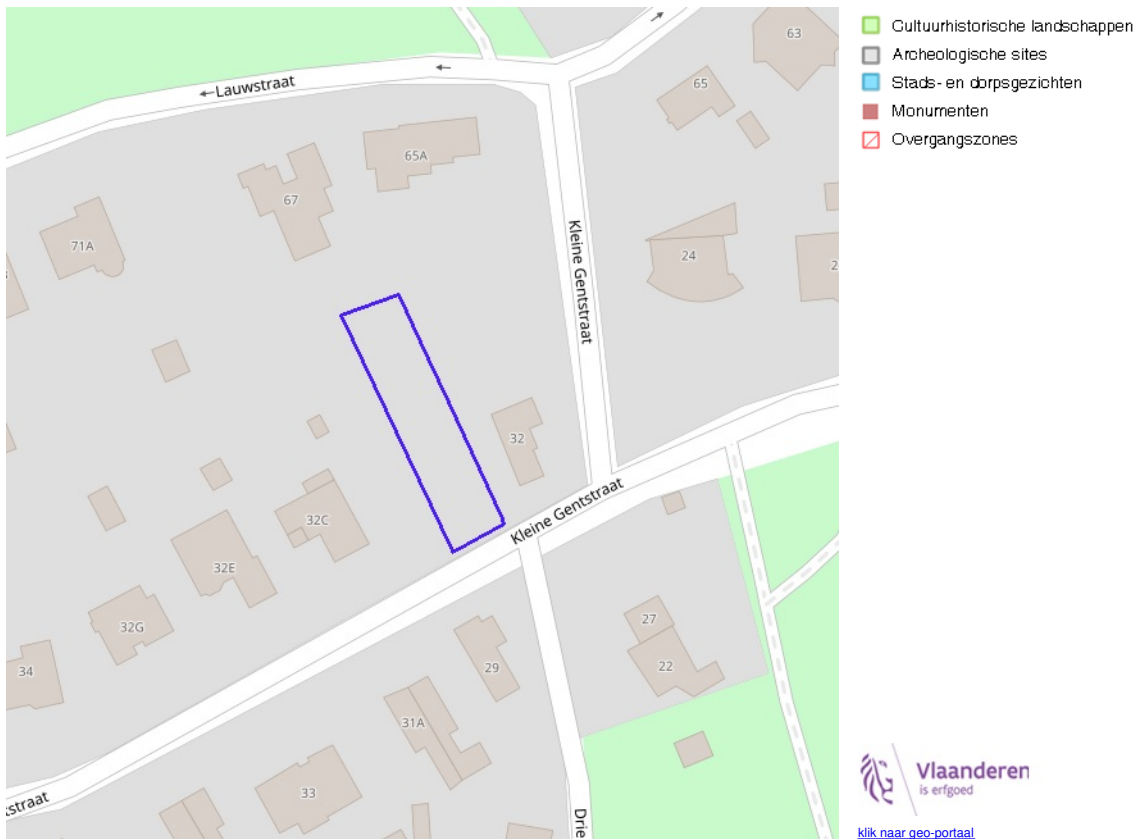 Lauwstraat
63
65
65A
67
Kleine Gentstraat
71A
24
2
32
Kleine Gentstraat
32C
32E
27
32G
22
29
34
31A
33
tstraat
Drie
Cultuurhistorische landschappen
Archeologische sites
Stads- en dorpsgezichten
Monumenten
Overgangszones
Vlaanderen
is erfgoed
klik naar geo-portaal